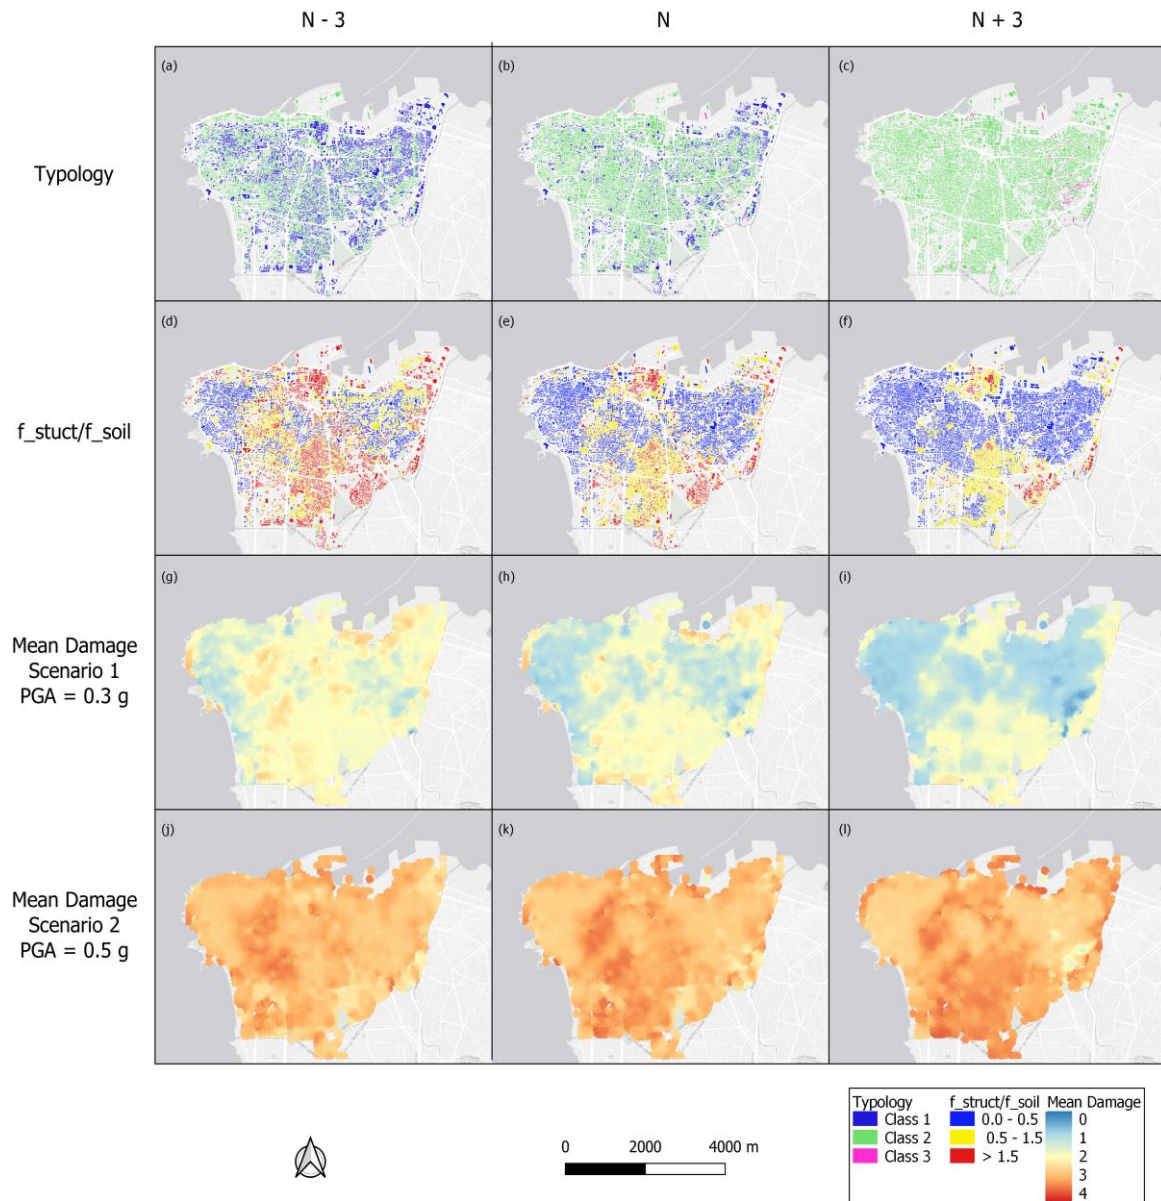 N - 3 N N + 3
(a) (b) (c)
Typology
(d) (e) (f)
f_stuct/f_soil
(g) (h) (i)
Mean Damage
Scenario 1
PGA = 0.3 g
(j) (k) (l)
Mean Damage
Scenario 2
PGA = 0.5 g
0 2000 4000 m
Typology f_struct/f_soil Mean Damage
Class 1 0.0 - 0.5 0
Class 2 0.5 - 1.5 1
Class 3 > 1.5 2
3
4